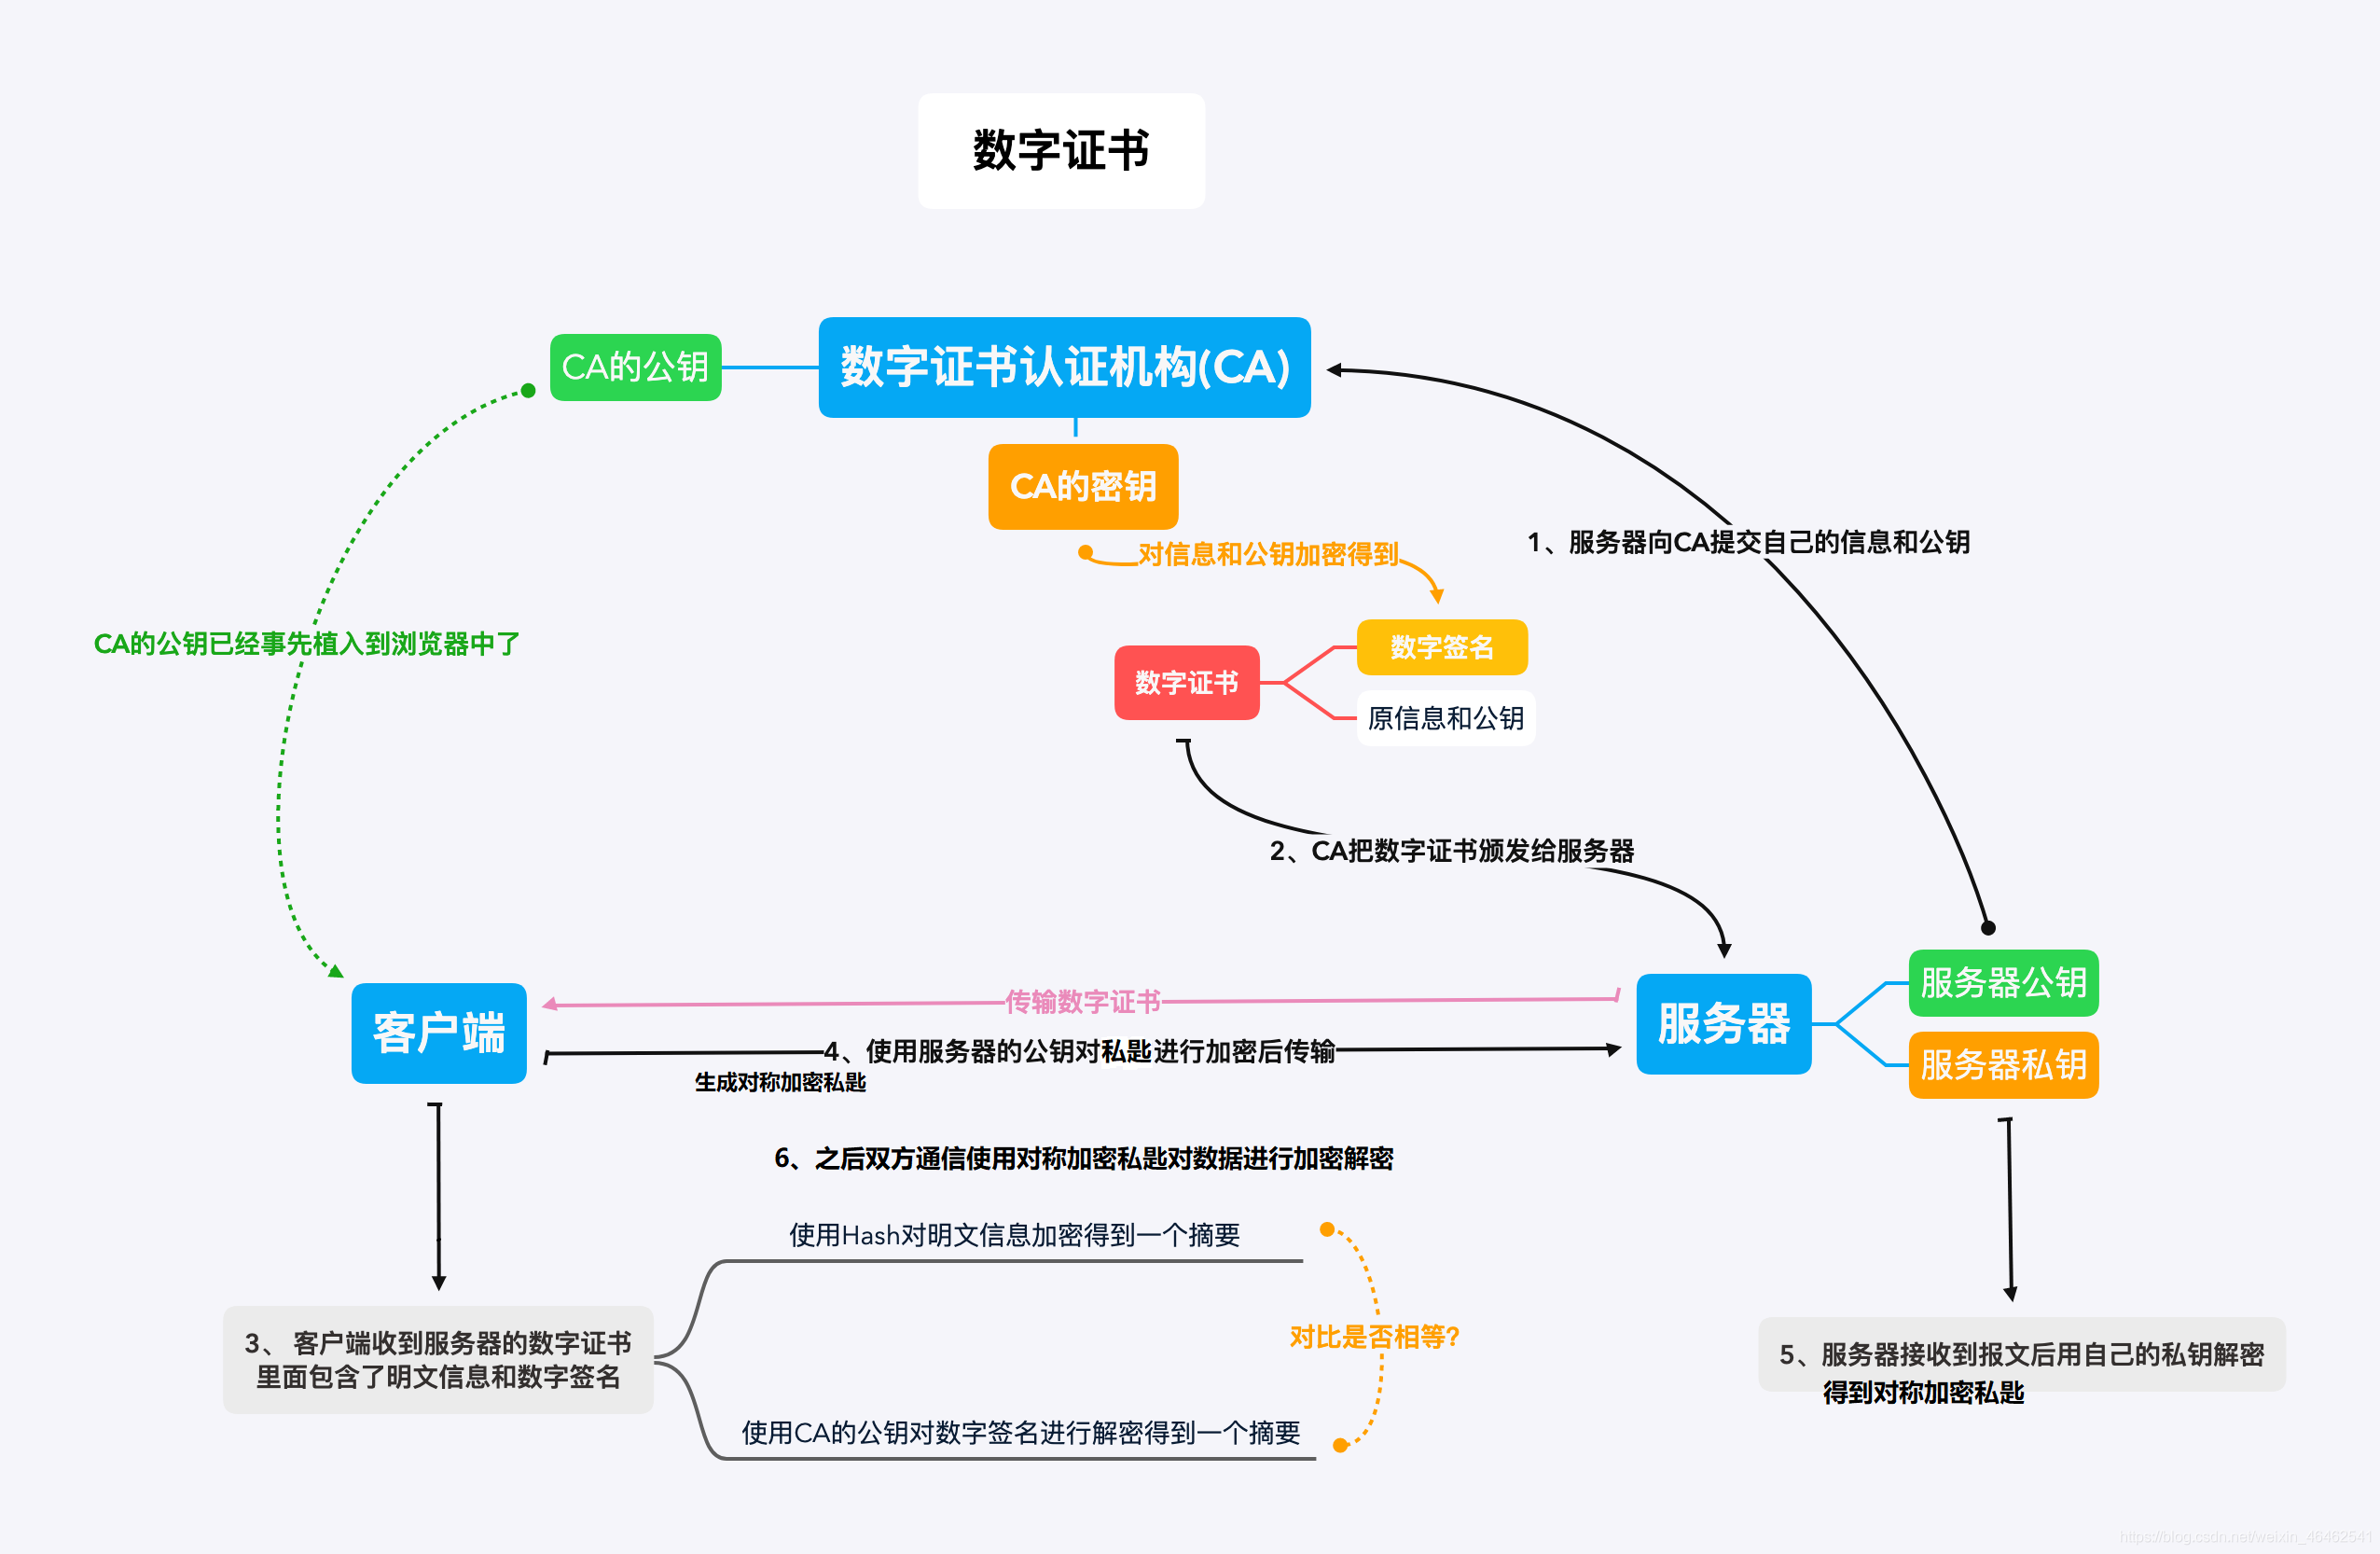 数字证书
CA的公钥
数字证书认证机构(CA)
CA的密钥
对信息和公钥加密得到
1、服务器向CA提交自己的信息和公钥
CA的公钥已经事先植入到浏览器中了
数字签名
数字证书
原信息和公钥
2、CA把数字证书颁发给服务器
服务器公钥
传输数字证书
客户端
服务器
4、使用服务器的公钥对私匙进行加密后传输
服务器私钥
生成对称加密私匙
6、之后双方通信使用对称加密私匙对数据进行加密解密
使用Hash对明文信息加密得到一个摘要
对比是否相等?
3、 客户端收到服务器的数字证书
里面包含了明文信息和数字签名
5、服务器接收到报文后用自己的私钥解密
得到对称加密私匙
使用CA的公钥对数字签名进行解密得到一个摘要
https://blog.csdn.net/weixin_46462541